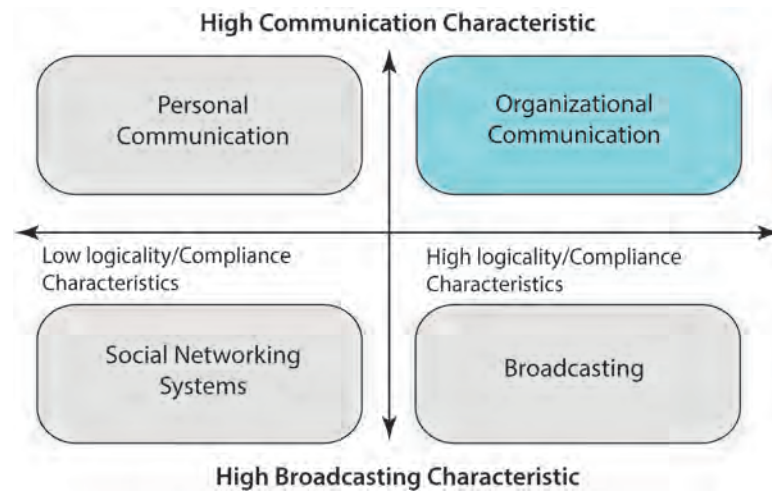 High Communication Characteristic
Personal
Communication
Organizational
Communication
Low logicality/Compliance
Characteristics
High logicality/Compliance
Characteristics
Social Networking
Systems
Broadcasting
High Broadcasting Characteristic